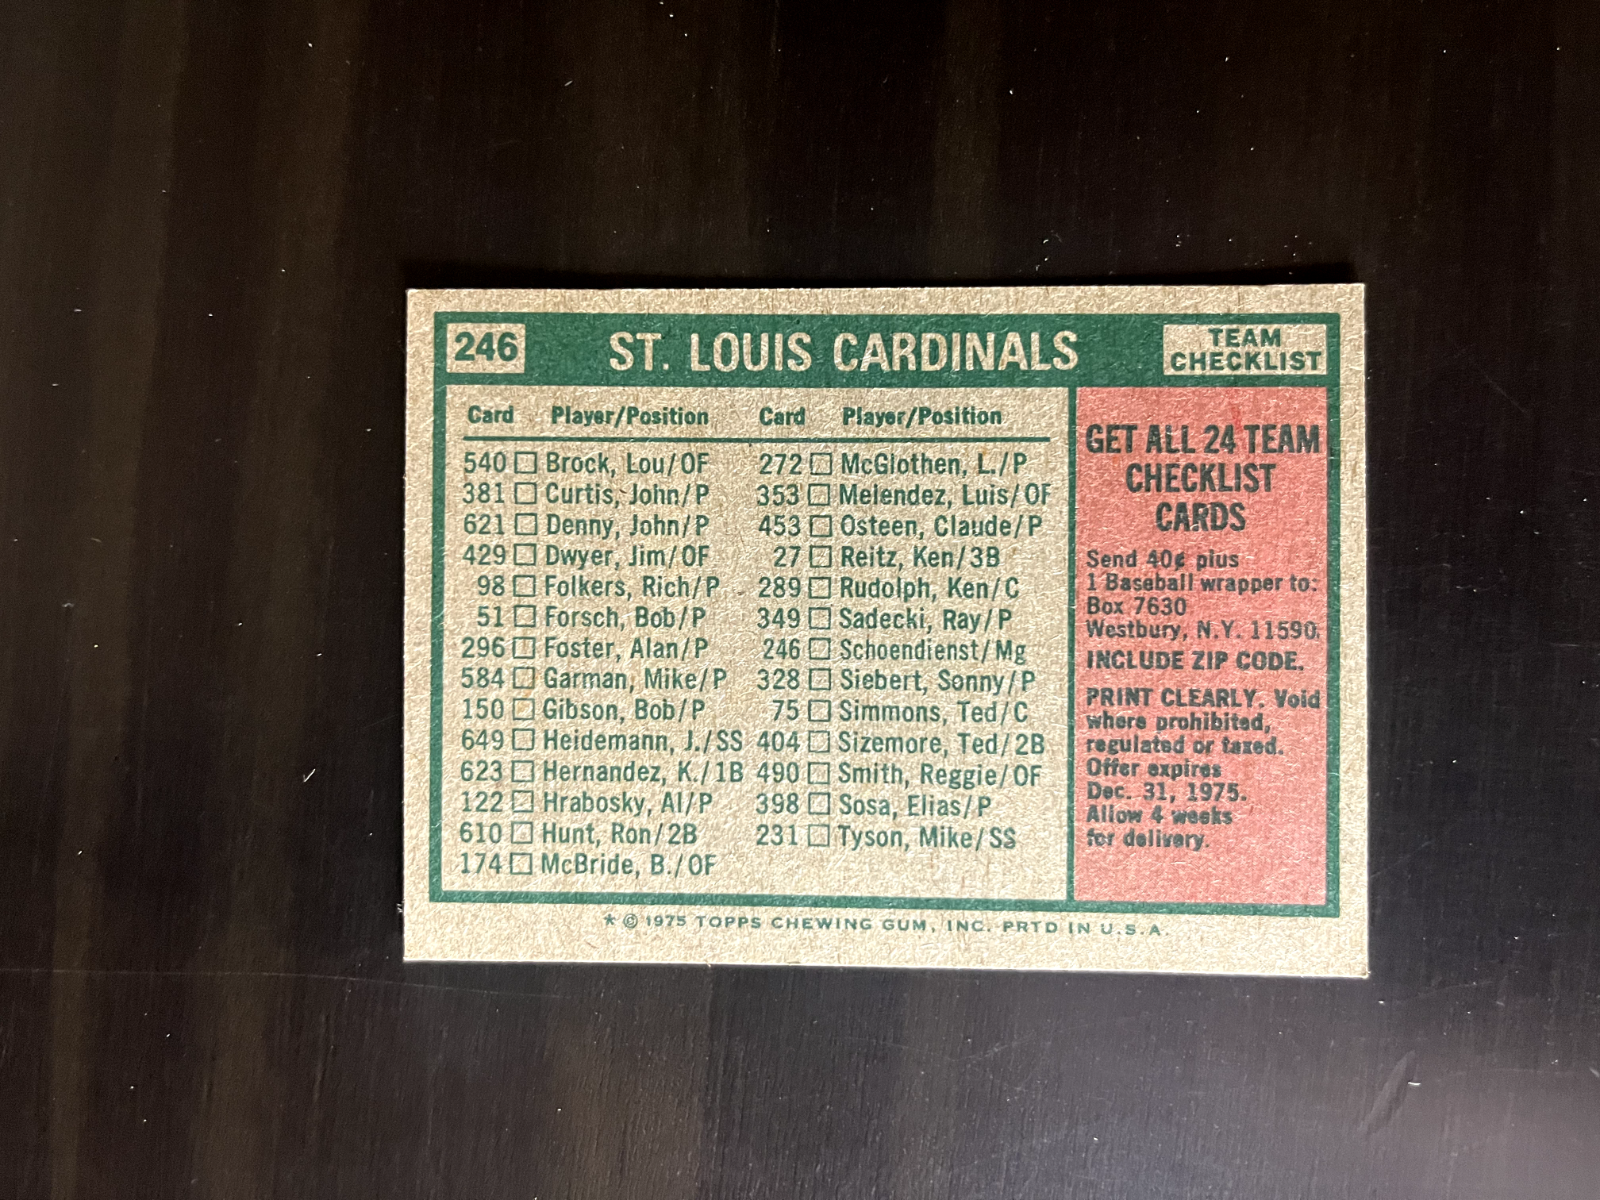 246
ST. LOUIS CARDINALS
TEAM
CHECKLIST
Card Player/Position
540 Brock, Lou/OF
381 Curtis, John/P
621 Denny, John/P
429 Dwyer, Jim/OF
98 Folkers, Rich/P
51 Forsch, Bob/P
296 Foster, Alan/P
584 Garman, Mike/P
150 Gibson, Bob/P
649 Heidemann, J./SS
623 Hernandez, K./1B
122 Hrabosky, Al/P
610 Hunt, Ron/2B
174 McBride, B./OF
Card Player/Position
272 McGlothen, L./P
353 Melendez, Luis/OF
453 Osteen, Claude/P
27 Reitz, Ken/3B
289 Rudolph, Ken/C
349 Sadecki, Ray/P
246 Schoendienst/Mg
328 Siebert, Sonny/P
75 Simmons, Ted/C
404 Sizemore, Ted/2B
490 Smith, Reggie/OF
398 Sosa, Elias/P
231 Tyson, Mike/SS
GET ALL 24 TEAM
CHECKLIST
CARDS
Send 40¢ plus
1 Baseball wrapper to:
Box 7630
Westbury, N.Y. 11590.
INCLUDE ZIP CODE.
PRINT CLEARLY. Void
where prohibited,
regulated or taxed.
Offer expires
Dec. 31, 1975.
Allow 4 weeks
for delivery.
* © 1975 TOPPS CHEWING GUM, INC. PRTD IN U.S.A.